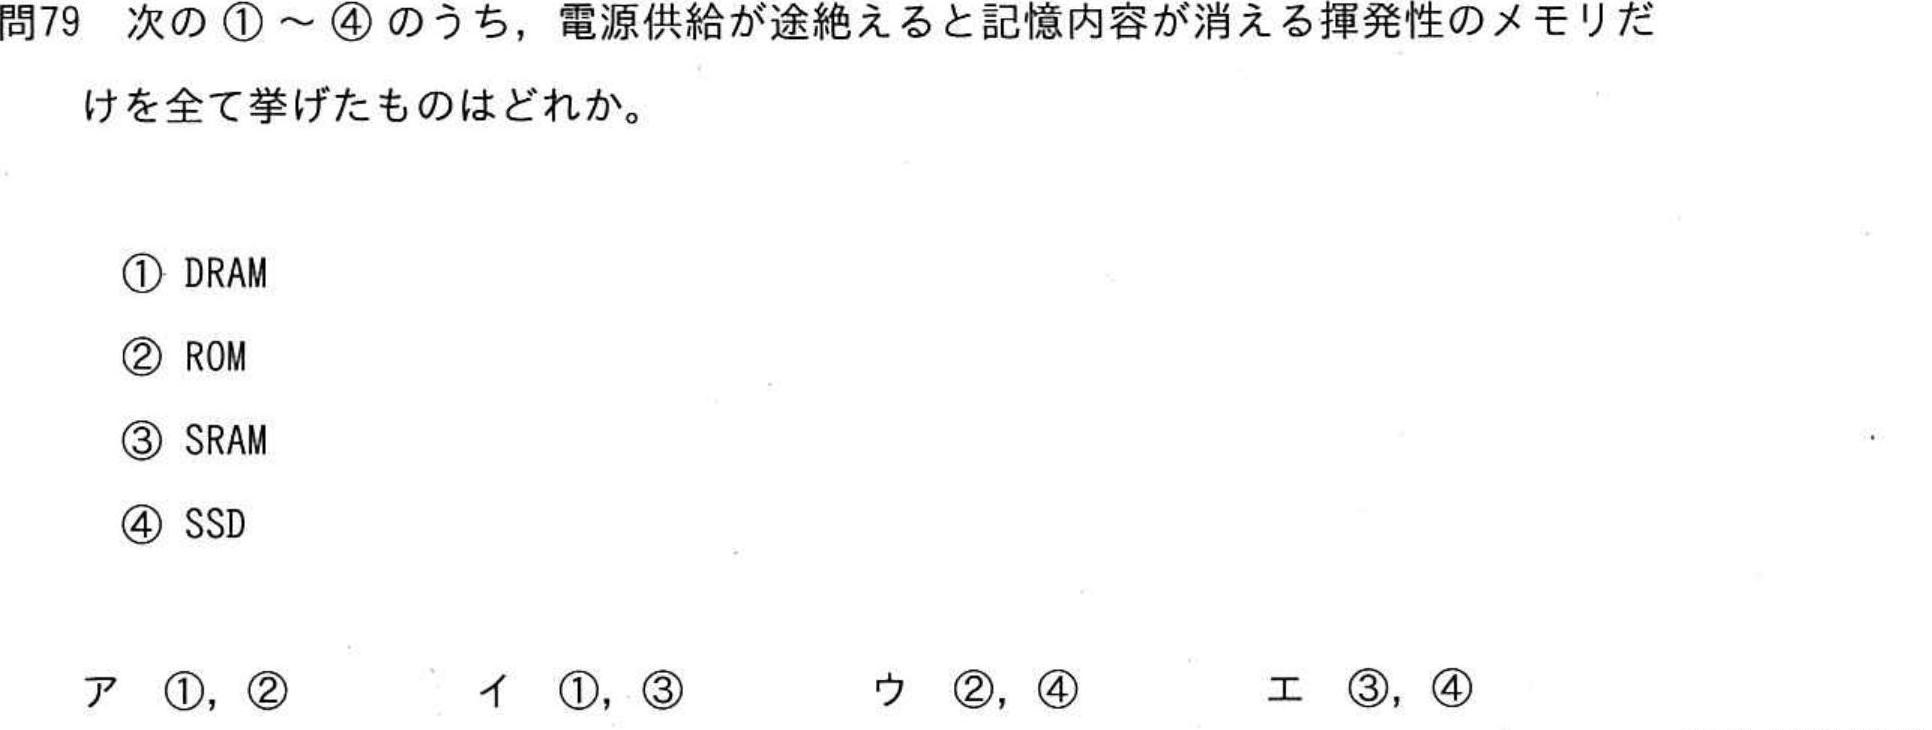 問79　次の ① ～ ④ のうち，電源供給が途絶えると記憶内容が消える揮発性のメモリだ
けを全て挙げたものはどれか。
① DRAM
② ROM
③ SRAM
④ SSD
ア　①，②　　イ　①，③　　ウ　②，④　　エ　③，④